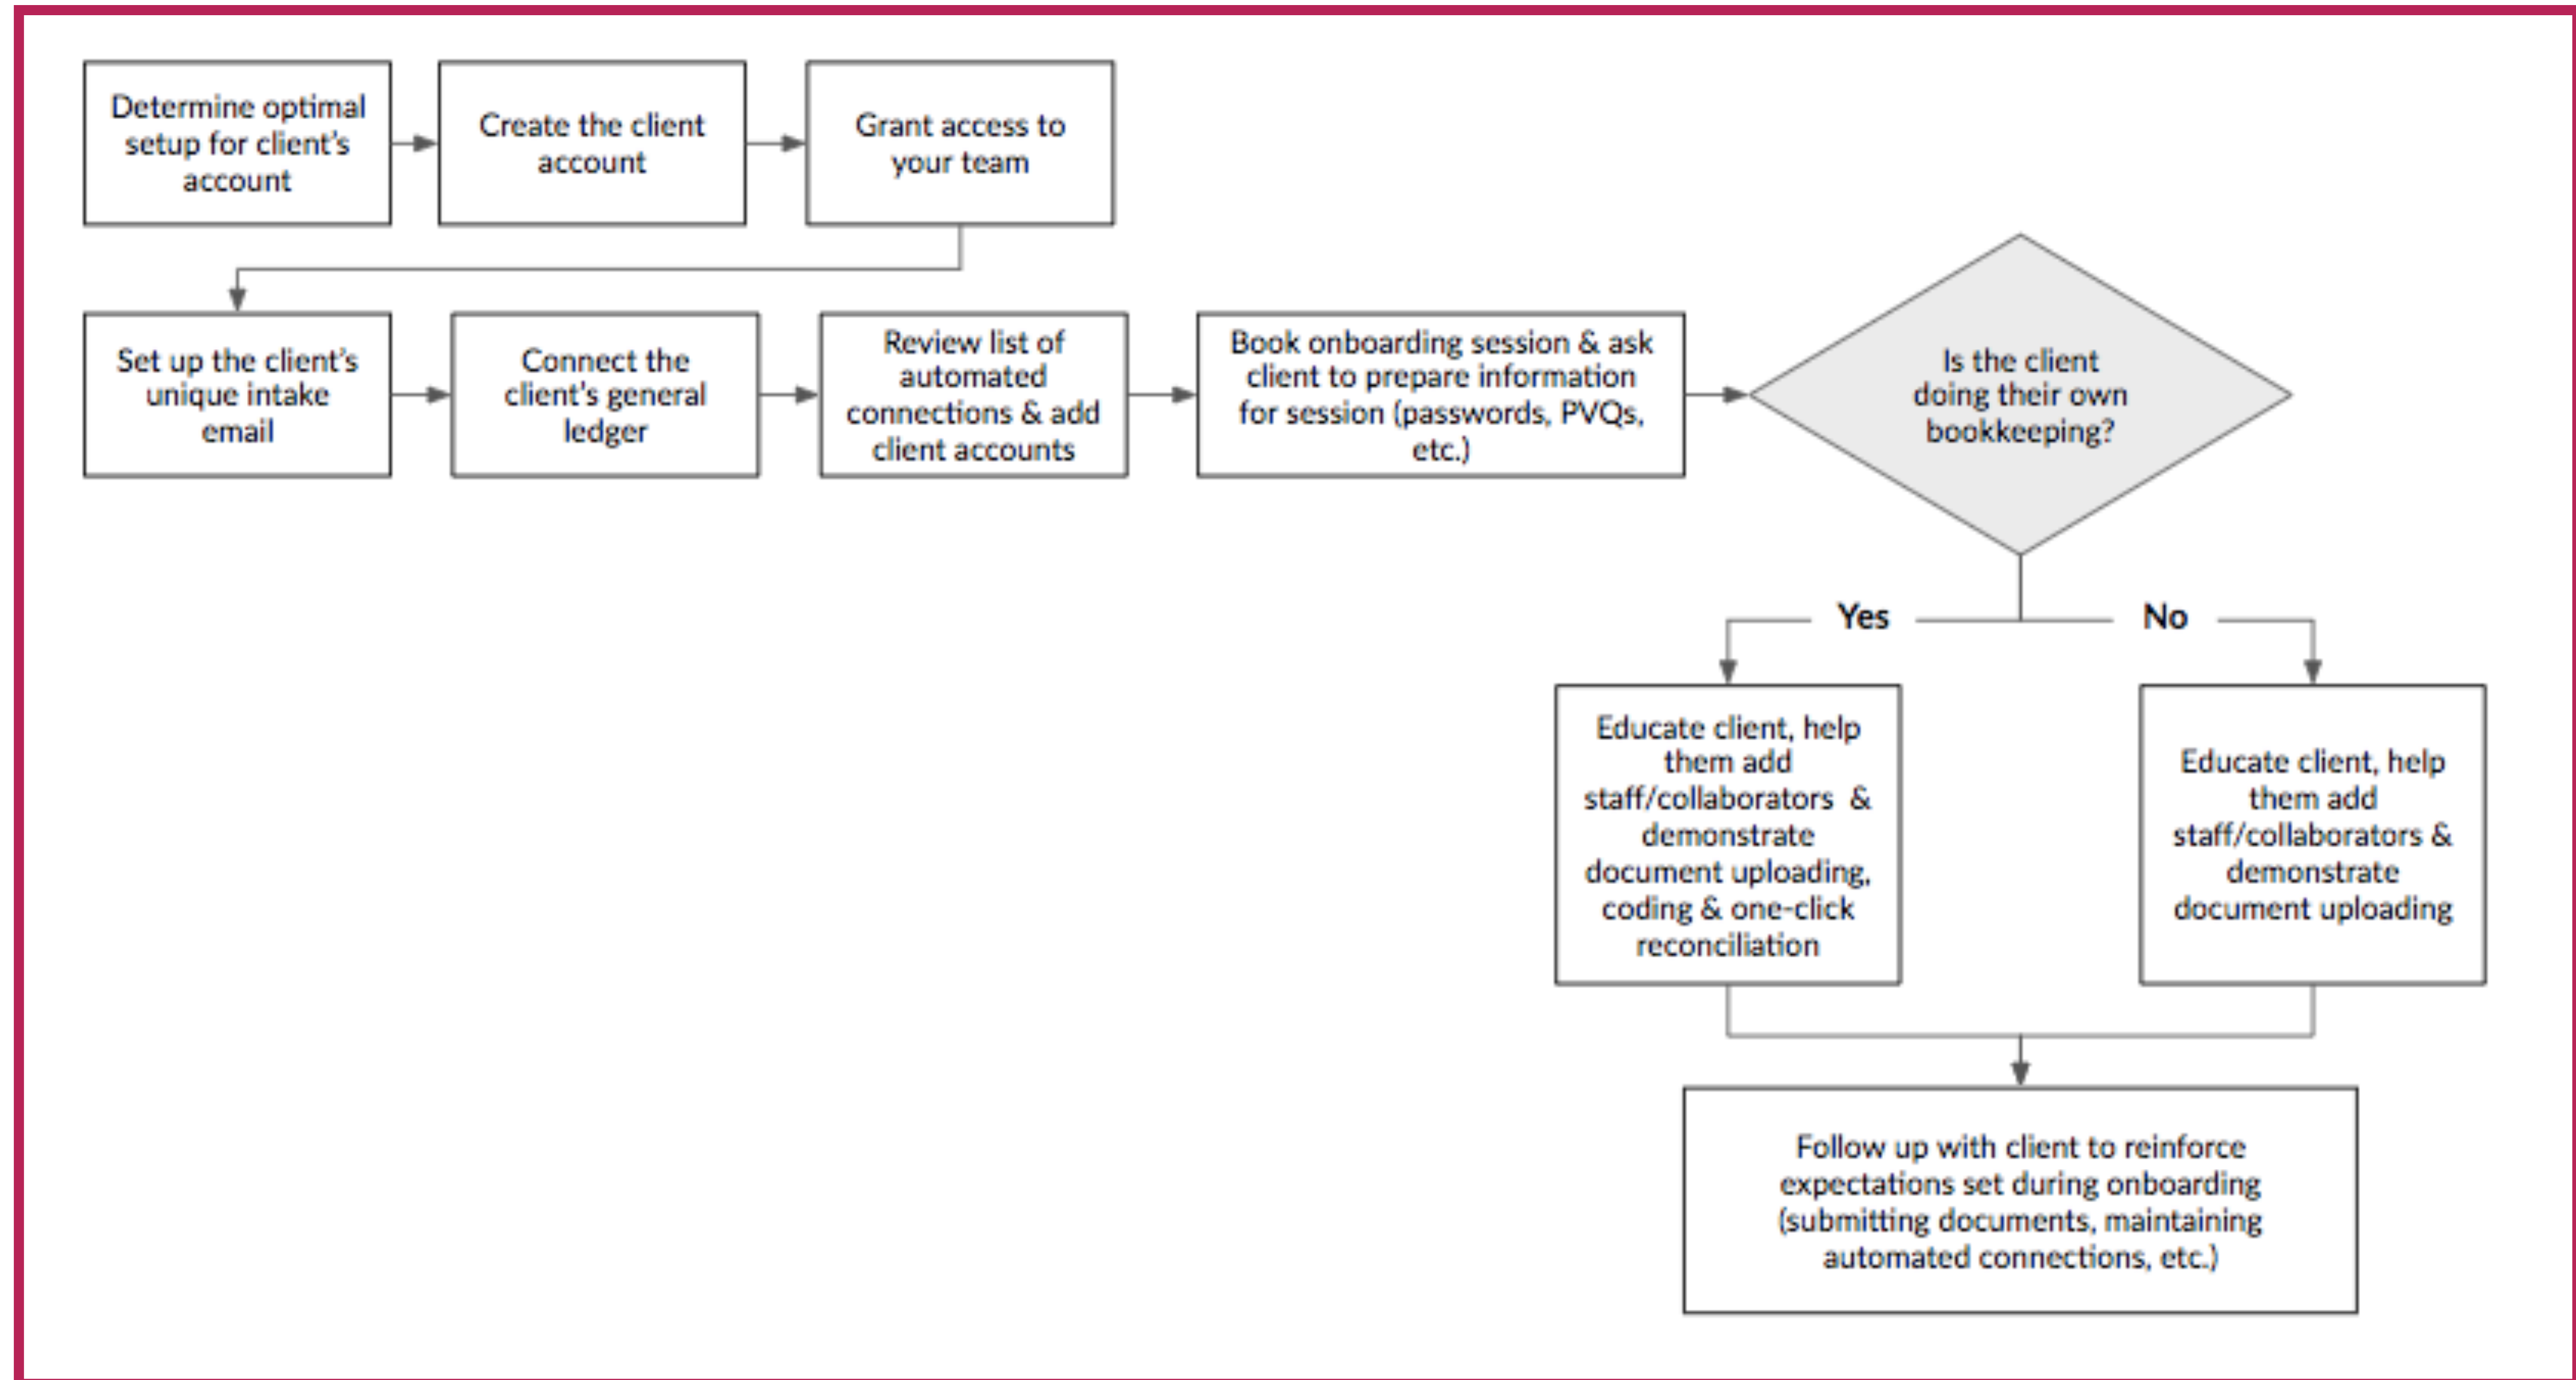 Determine optimal
setup for client’s
account
Create the client
account
Grant access to
your team
Set up the client’s
unique intake
email
Connect the
client's general
ledger
Review list of
automated
connections & add
client accounts
Book onboarding session & ask
client to prepare information
for session (passwords, PVQs,
etc.)
Is the client
doing their own
bookkeeping?
Yes
No
Educate client, help
them add
staff/collaborators &
demonstrate
document uploading,
coding & one-click
reconciliation
Educate client, help
them add
staff/collaborators &
demonstrate
document uploading
Follow up with client to reinforce
expectations set during onboarding
(submitting documents, maintaining
automated connections, etc.)